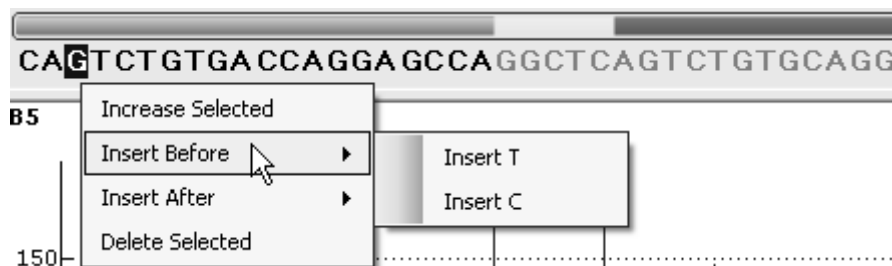 CAGTCTGTGACCAGGAGCCAGGCTCAGTCTGTGCAGG
B5
Increase Selected
Insert Before
Insert T
Insert After
Insert C
Delete Selected
150